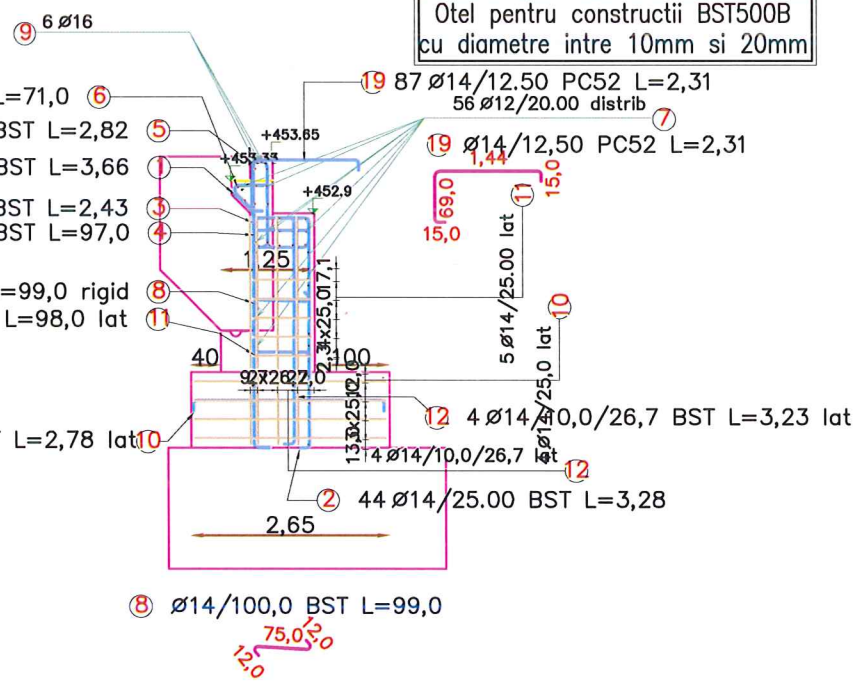 Otel pentru constructii BST500B
cu diametre intre 10mm si 20mm
9 6 Ø16
19 87 Ø14/12.50 PC52 L=2,31
L=71,0 6
56 Ø12/20.00 distrib 7
BST L=2,82 5
+453.65
19 Ø14/12,50 PC52 L=2,31
BST L=3,66 1
+453.33
1,44
69,0
15,0
15,0
+452.9
11
5 Ø14/25.00 lat
BST L=2,43 3
BST L=97,0 4
1,25
=99,0 rigid 8
10
L=98,0 lat 11
40
100
12 4 Ø14/10,0/26,7 BST L=3,23 lat
L=2,78 lat 10
4 Ø14/10,0/26,7 lat
12
2 44 Ø14/25.00 BST L=3,28
2,65
8 Ø14/100,0 BST L=99,0
75,0
12,0
12,0